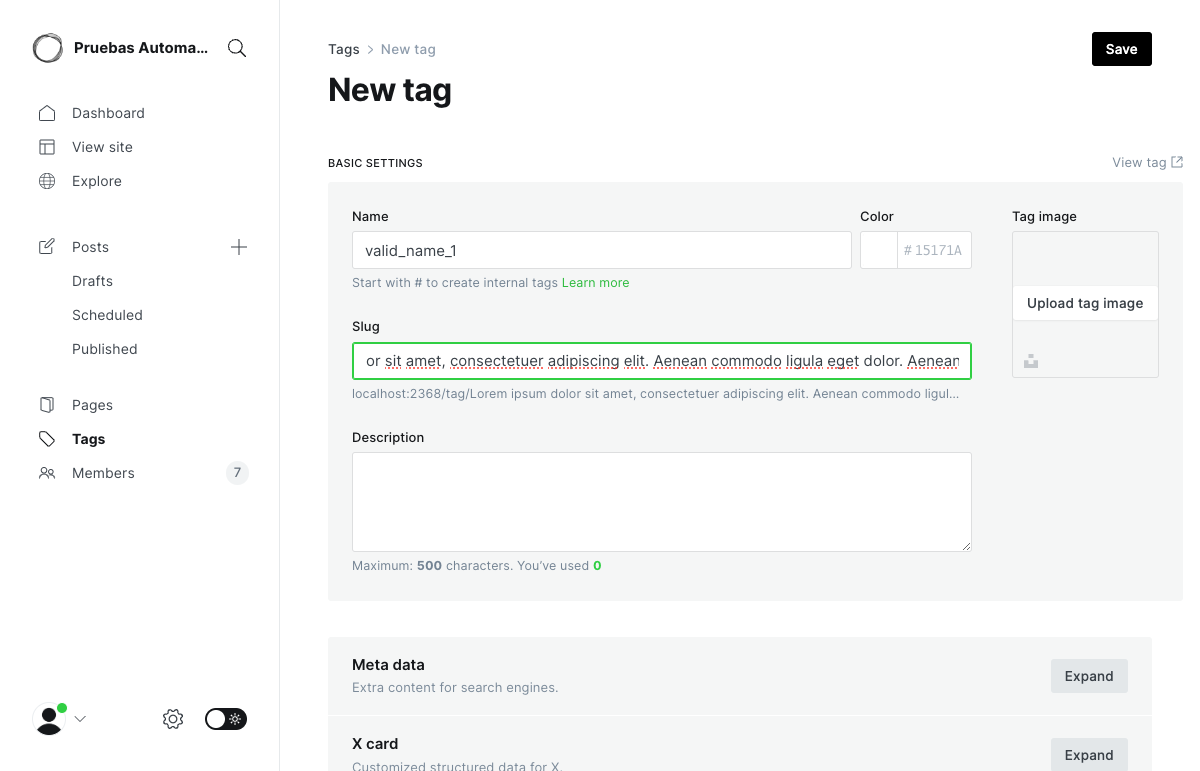 Pruebas Automa...
Dashboard
View site
Explore
Posts
Drafts
Scheduled
Published
Pages
Tags
Members
7
Tags > New tag
Save
New tag
BASIC SETTINGS
View tag
Name
Color
Tag image
valid_name_1
# 15171A
Start with # to create internal tags Learn more
Upload tag image
Slug
or sit amet, consectetuer adipiscing elit. Aenean commodo ligula eget dolor. Aenean
localhost:2368/tag/Lorem ipsum dolor sit amet, consectetuer adipiscing elit. Aenean commodo ligul...
Description
Maximum: 500 characters. You've used 0
Meta data
Extra content for search engines.
Expand
X card
Customized structured data for X.
Expand